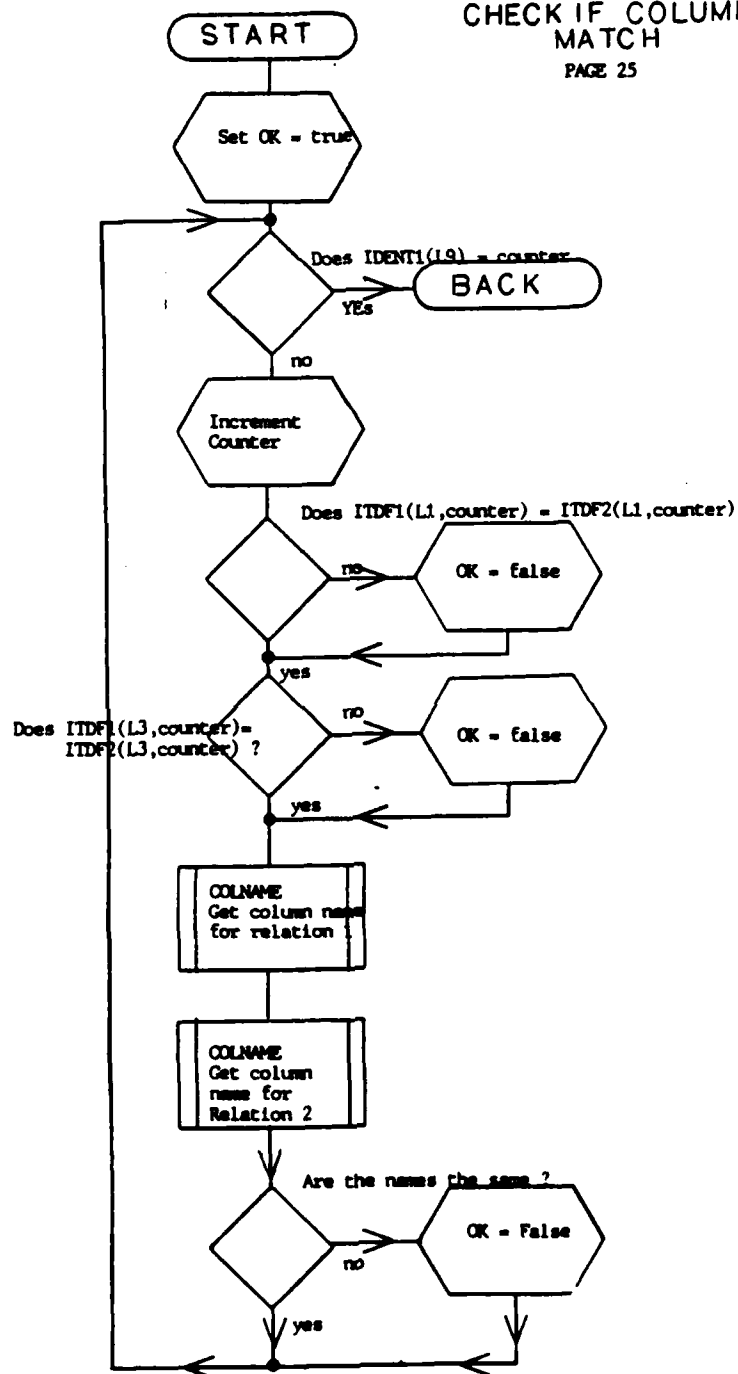 CHECK IF COLUM
MATCH
PAGE 25
START
Set OK = true
Does IDENT1(L9) = counter
BACK
YEs
no
Increment
Counter
Does ITDF1(L1,counter) = ITDF2(L1,counter)
no
OK = false
yes
Does ITDF1(L3,counter)=
ITDF2(L3,counter) ?
no
OK = false
yes
COLNAME
Get column name
for relation
COLNAME
Get column
name for
Relation 2
Are the names the same ?
OK = False
no
yes